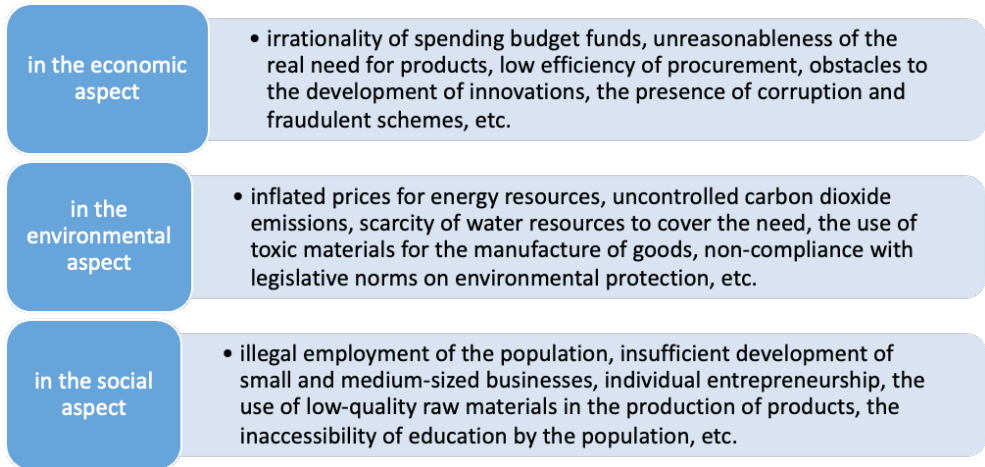 in the economic
aspect
• irrationality of spending budget funds, unreasonableness of the
real need for products, low efficiency of procurement, obstacles to
the development of innovations, the presence of corruption and
fraudulent schemes, etc.
in the
environmental
aspect
• inflated prices for energy resources, uncontrolled carbon dioxide
emissions, scarcity of water resources to cover the need, the use of
toxic materials for the manufacture of goods, non-compliance with
legislative norms on environmental protection, etc.
in the social
aspect
• illegal employment of the population, insufficient development of
small and medium-sized businesses, individual entrepreneurship, the
use of low-quality raw materials in the production of products, the
inaccessibility of education by the population, etc.